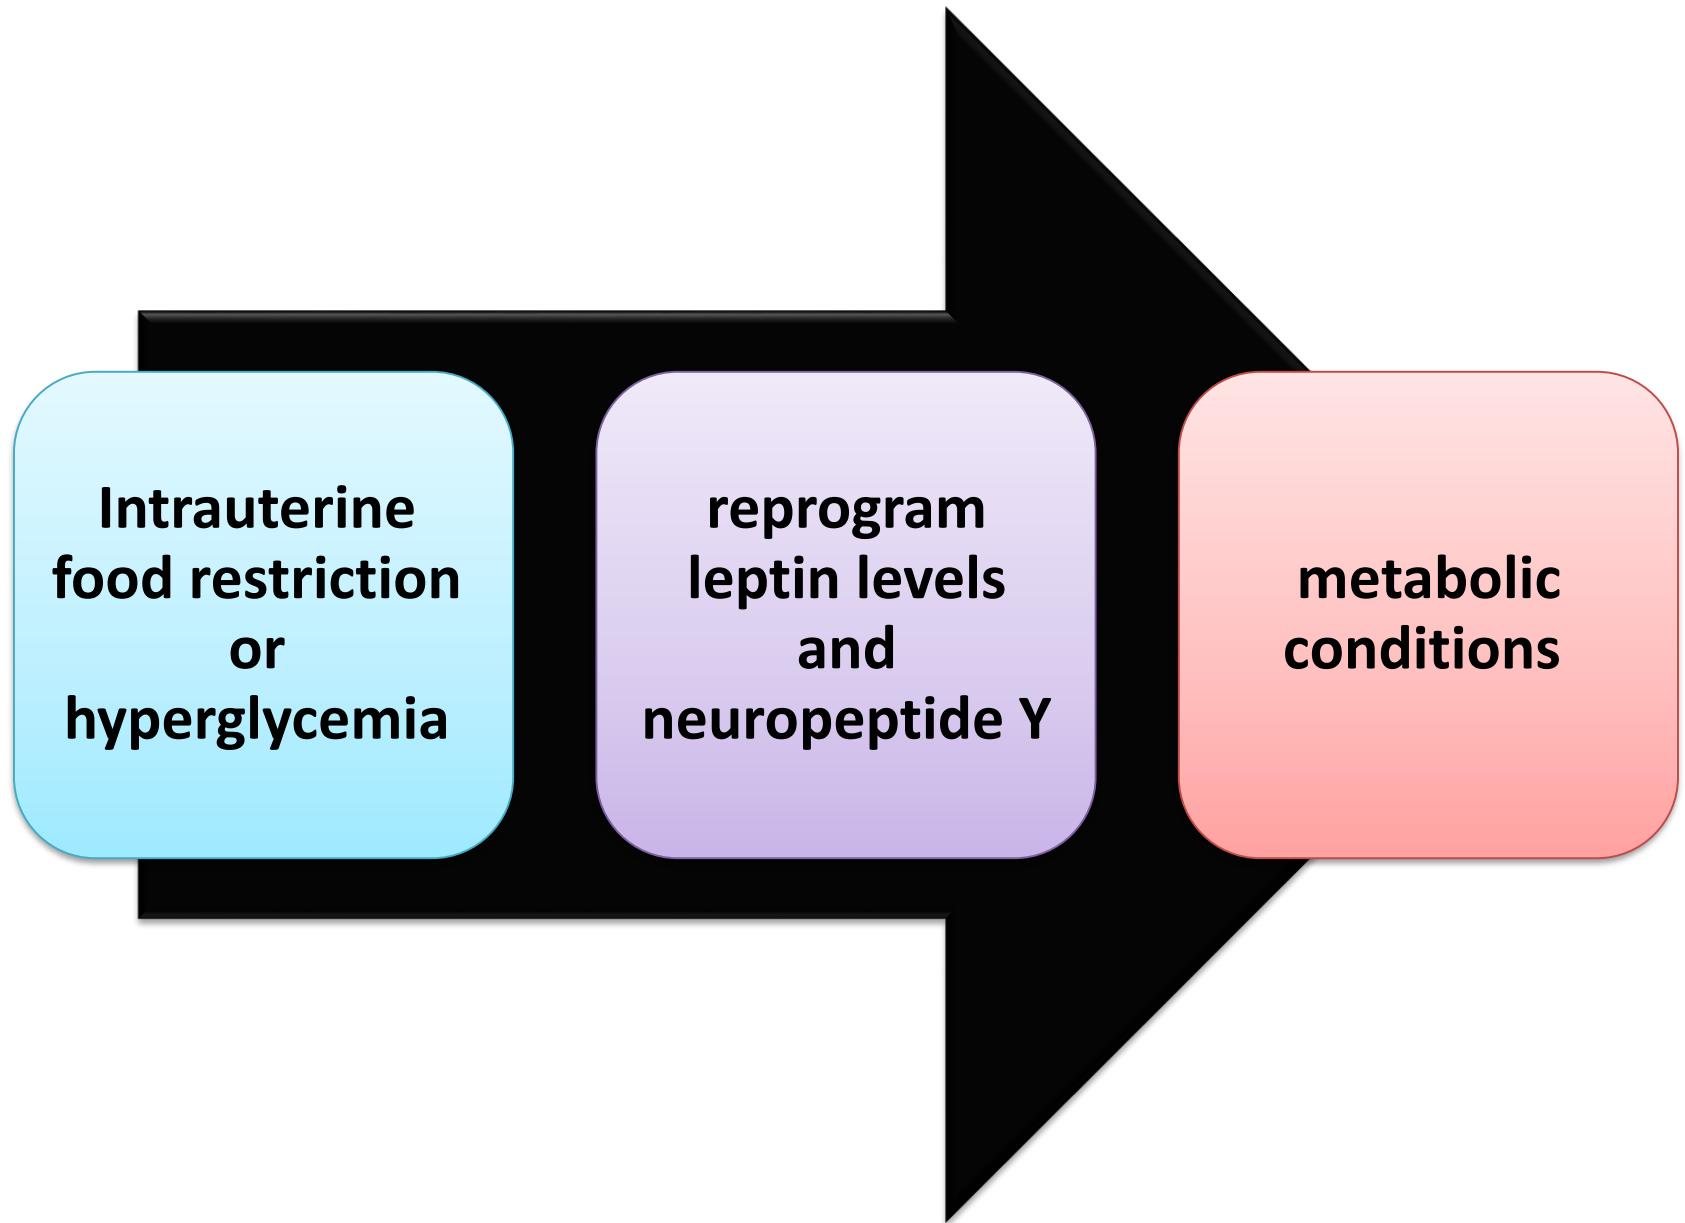 Intrauterine
food restriction
or
hyperglycemia
reprogram
leptin levels
and
neuropeptide Y
metabolic
conditions